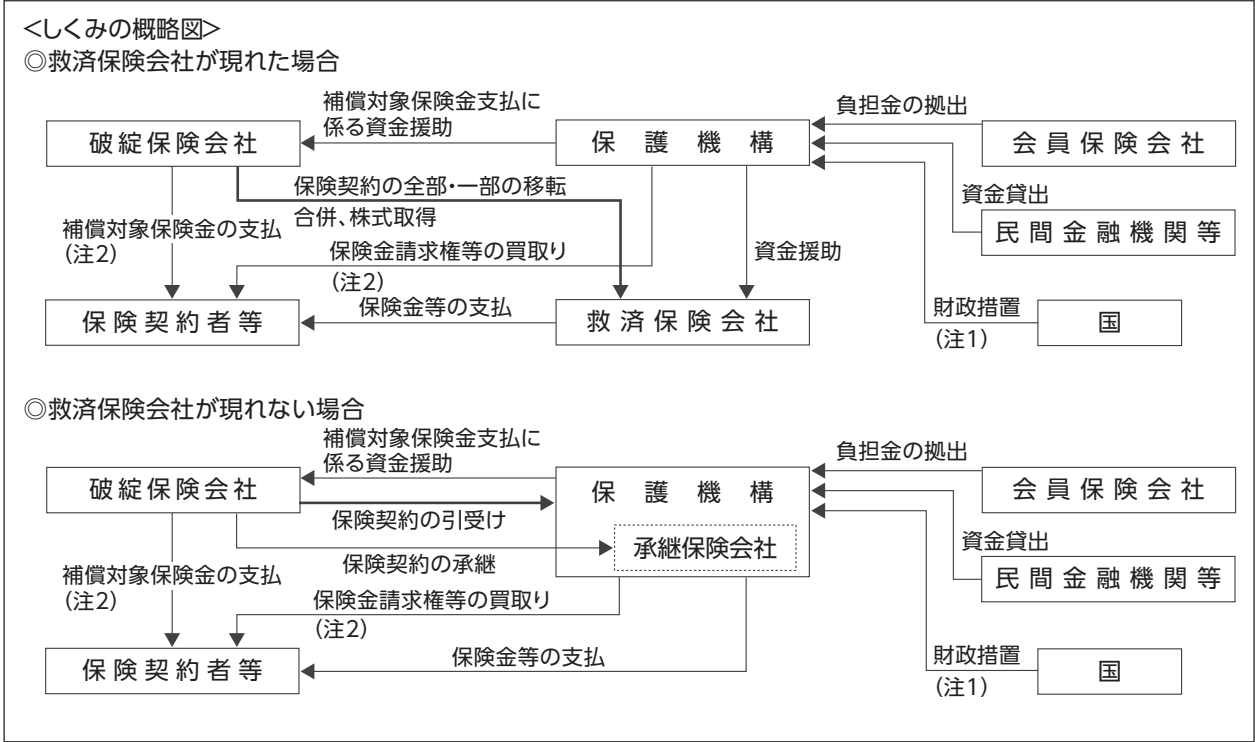 <しくみの概略図>
◎救済保険会社が現れた場合
補償対象保険金支払に
係る資金援助
負担金の拠出
破綻保険会社
保護機構
会員保険会社
保険契約の全部・一部の移転
合併、株式取得
資金貸出
補償対象保険金の支払
(注2)
民間金融機関等
保険金請求権等の買取り
(注2)
資金援助
保険契約者等
保険金等の支払
救済保険会社
財政措置
(注1)
国
◎救済保険会社が現れない場合
補償対象保険金支払に
係る資金援助
負担金の拠出
破綻保険会社
保護機構
会員保険会社
保険契約の引受け
承継保険会社
資金貸出
保険契約の承継
補償対象保険金の支払
(注2)
民間金融機関等
保険金請求権等の買取り
(注2)
保険契約者等
保険金等の支払
財政措置
(注1)
国